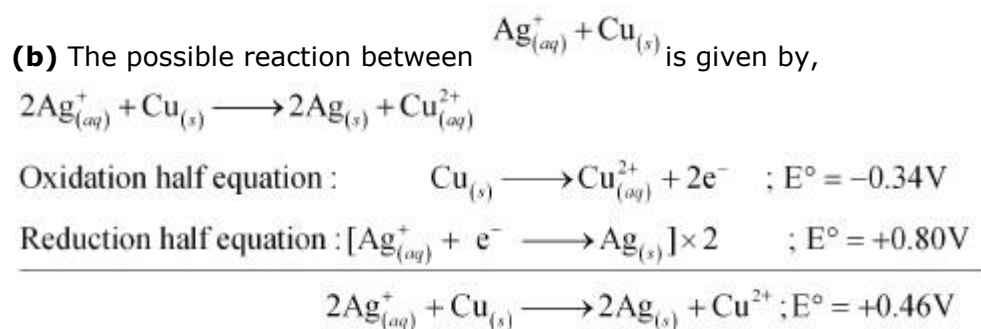 (b) The possible reaction between Ag⁺(aq) + Cu(s) is given by,
2Ag⁺(aq) + Cu(s) ⟶ 2Ag(s) + Cu²⁺(aq)
Oxidation half equation : Cu(s) ⟶ Cu²⁺(aq) + 2e⁻ ; E° = −0.34V
Reduction half equation : [Ag⁺(aq) + e⁻ ⟶ Ag(s)] × 2 ; E° = +0.80V
2Ag⁺(aq) + Cu(s) ⟶ 2Ag(s) + Cu²⁺ ; E° = +0.46V